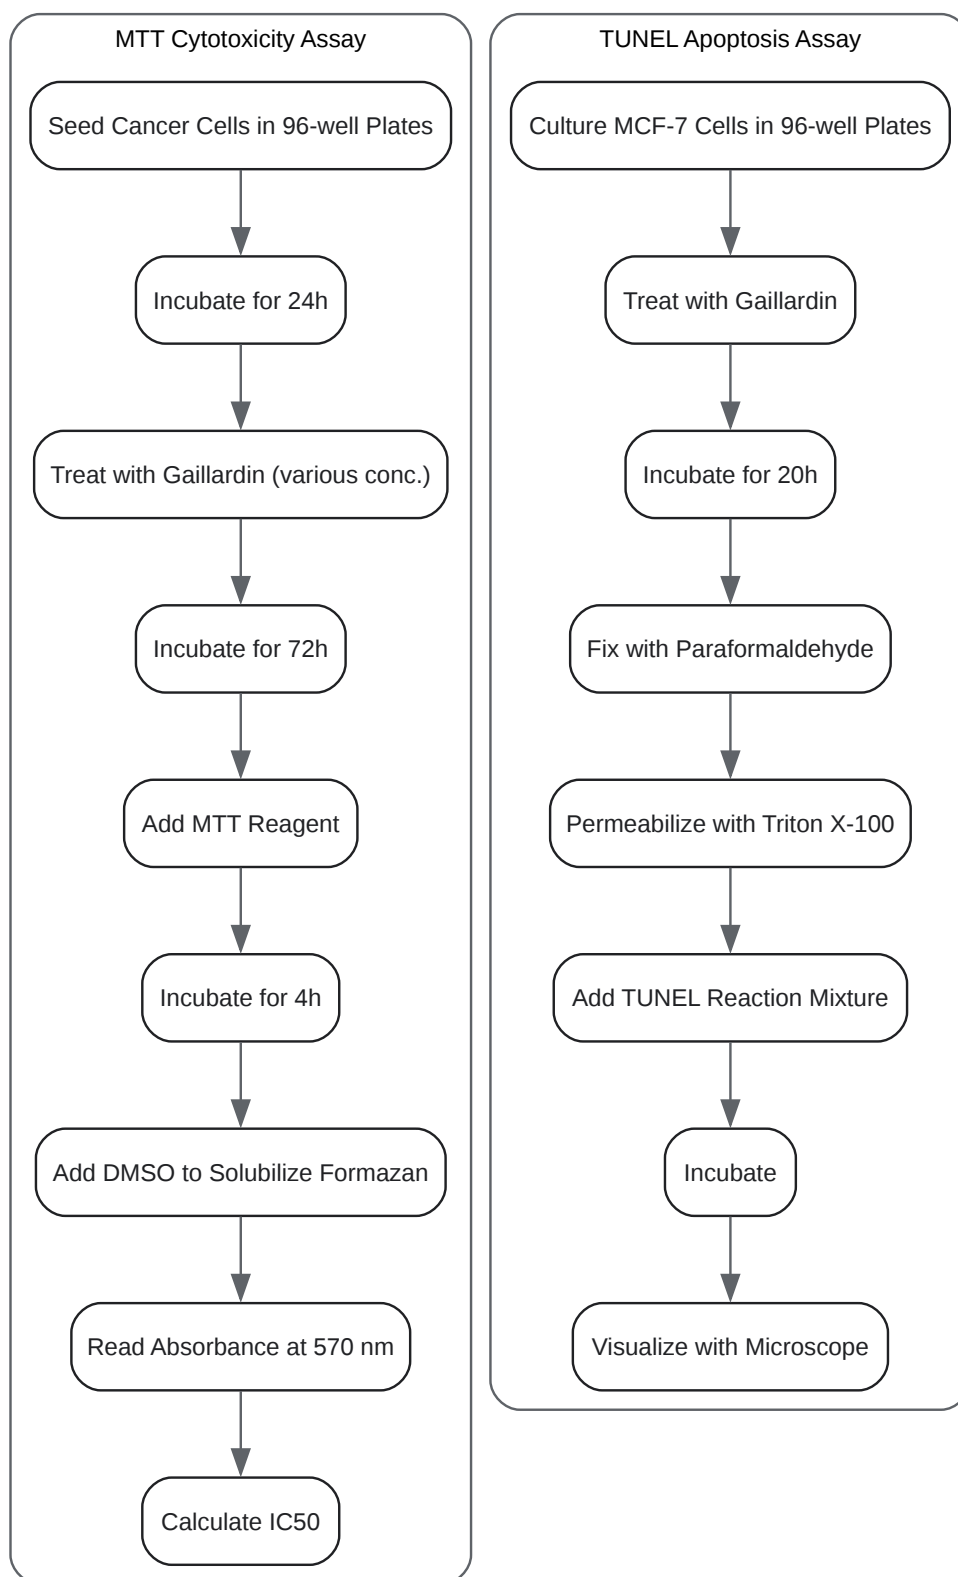 MTT Cytotoxicity Assay
Seed Cancer Cells in 96-well Plates
Incubate for 24h
Treat with Gaillardin (various conc.)
Incubate for 72h
Add MTT Reagent
Incubate for 4h
Add DMSO to Solubilize Formazan
Read Absorbance at 570 nm
Calculate IC50
TUNEL Apoptosis Assay
Culture MCF-7 Cells in 96-well Plates
Treat with Gaillardin
Incubate for 20h
Fix with Paraformaldehyde
Permeabilize with Triton X-100
Add TUNEL Reaction Mixture
Incubate
Visualize with Microscope